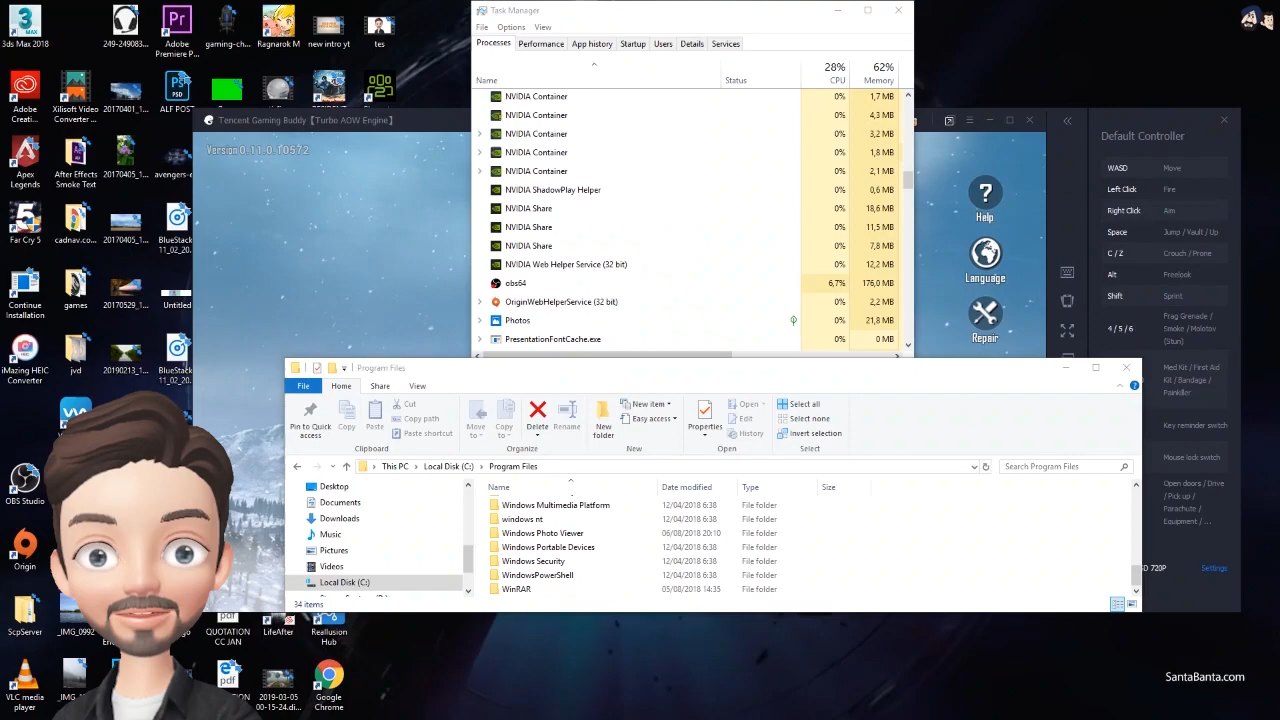 3ds Max 2018
249-249083...
Adobe Premiere P...
gaming-ch...
Ragnarok M
new intro yt
tes
Adobe Creati...
Xilisoft Video Converter ...
20170401_1...
ALF POST
Apex Legends
After Effects Smoke Text
20170405_1...
avengers-e...
Far Cry 5
cadnav.co...
20170405_1...
BlueStack
11_02_20...
Continue Installation
games
20170529_1...
Untitled
iMazing HEIC Converter
jvd
20190213_1...
BlueStack
11_02_20...
OBS Studio
Origin
ScpServer
_IMG_0992
QUOTATION CC JAN
LifeAfter
Reallusion Hub
VLC media player
_IMG_
QUOTATION
2019-03-05
00-15-24.di...
Google Chrome
Task Manager
File Options View
Processes Performance App history Startup Users Details Services
28% 62%
Name Status CPU Memory
NVIDIA Container 0% 1,7 MB
NVIDIA Container 0% 4,3 MB
NVIDIA Container 0% 3,2 MB
NVIDIA Container 0% 1,8 MB
NVIDIA Container 0% 2,1 MB
NVIDIA ShadowPlay Helper 0% 0,6 MB
NVIDIA Share 0% 18,6 MB
NVIDIA Share 0% 11,5 MB
NVIDIA Share 0% 7,8 MB
NVIDIA Web Helper Service (32 bit) 0% 12,2 MB
obs64 6,7% 176,0 MB
OriginWebHelperService (32 bit) 0% 2,2 MB
Photos 0% 21,8 MB
PresentationFontCache.exe 0% 0 MB
Tencent Gaming Buddy【Turbo AOW Engine】
Version 0.11.0.10572
Help
Language
Repair
Default Controller
WASD Move
Left Click Fire
Right Click Aim
Space Jump / Vault / Up
C / Z Crouch / Prone
Alt Freelook
Shift Sprint
4 / 5 / 6 Frag Grenade / Smoke / Molotov (Stun)
Med Kit / First Aid Kit / Bandage / Painkiller
Key reminder switch
Mouse lock switch
Open doors / Drive / Pick up / Parachute / Equipment / ...
D 720P Settings
Program Files
File Home Share View
Pin to Quick access
Copy
Paste
Cut
Copy path
Paste shortcut
Move to
Copy to
Delete
Rename
New folder
New item
Easy access
Properties
Open
Edit
History
Select all
Select none
Invert selection
Clipboard Organize New Open Select
This PC Local Disk (C:) Program Files
Search Program Files
Name Date modified Type Size
Desktop
Documents
Downloads
Music
Pictures
Videos
Local Disk (C:)
Windows Multimedia Platform 12/04/2018 6:38 File folder
windows nt 12/04/2018 6:38 File folder
Windows Photo Viewer 06/08/2018 20:10 File folder
Windows Portable Devices 12/04/2018 6:38 File folder
Windows Security 12/04/2018 6:38 File folder
WindowsPowerShell 12/04/2018 6:38 File folder
WinRAR 05/08/2018 14:35 File folder
34 items
SantaBanta.com